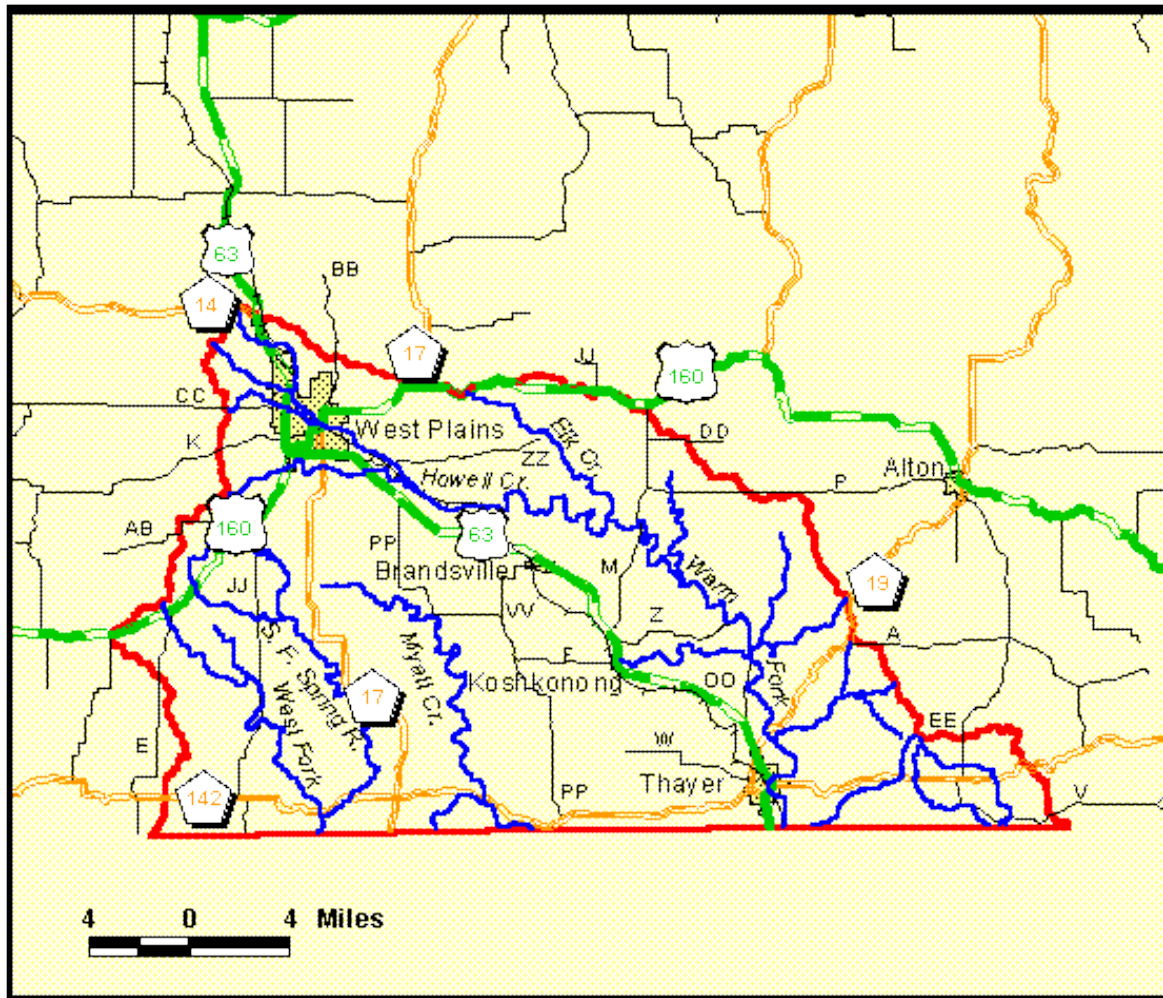 63
BB
14
17
JJ
160
CC
West Plains
Elk Cr.
K
DD
ZZ
Alton
Howell Cr.
P
AB
160
63
PP
Brandsville
M
Warm
19
JJ
VV
Z
A
S. F. Spring R.
Myatt Cr.
F
Koshkonong
OO
Fork
West Fork
17
EE
E
W
Thayer
142
PP
V
4 0 4 Miles